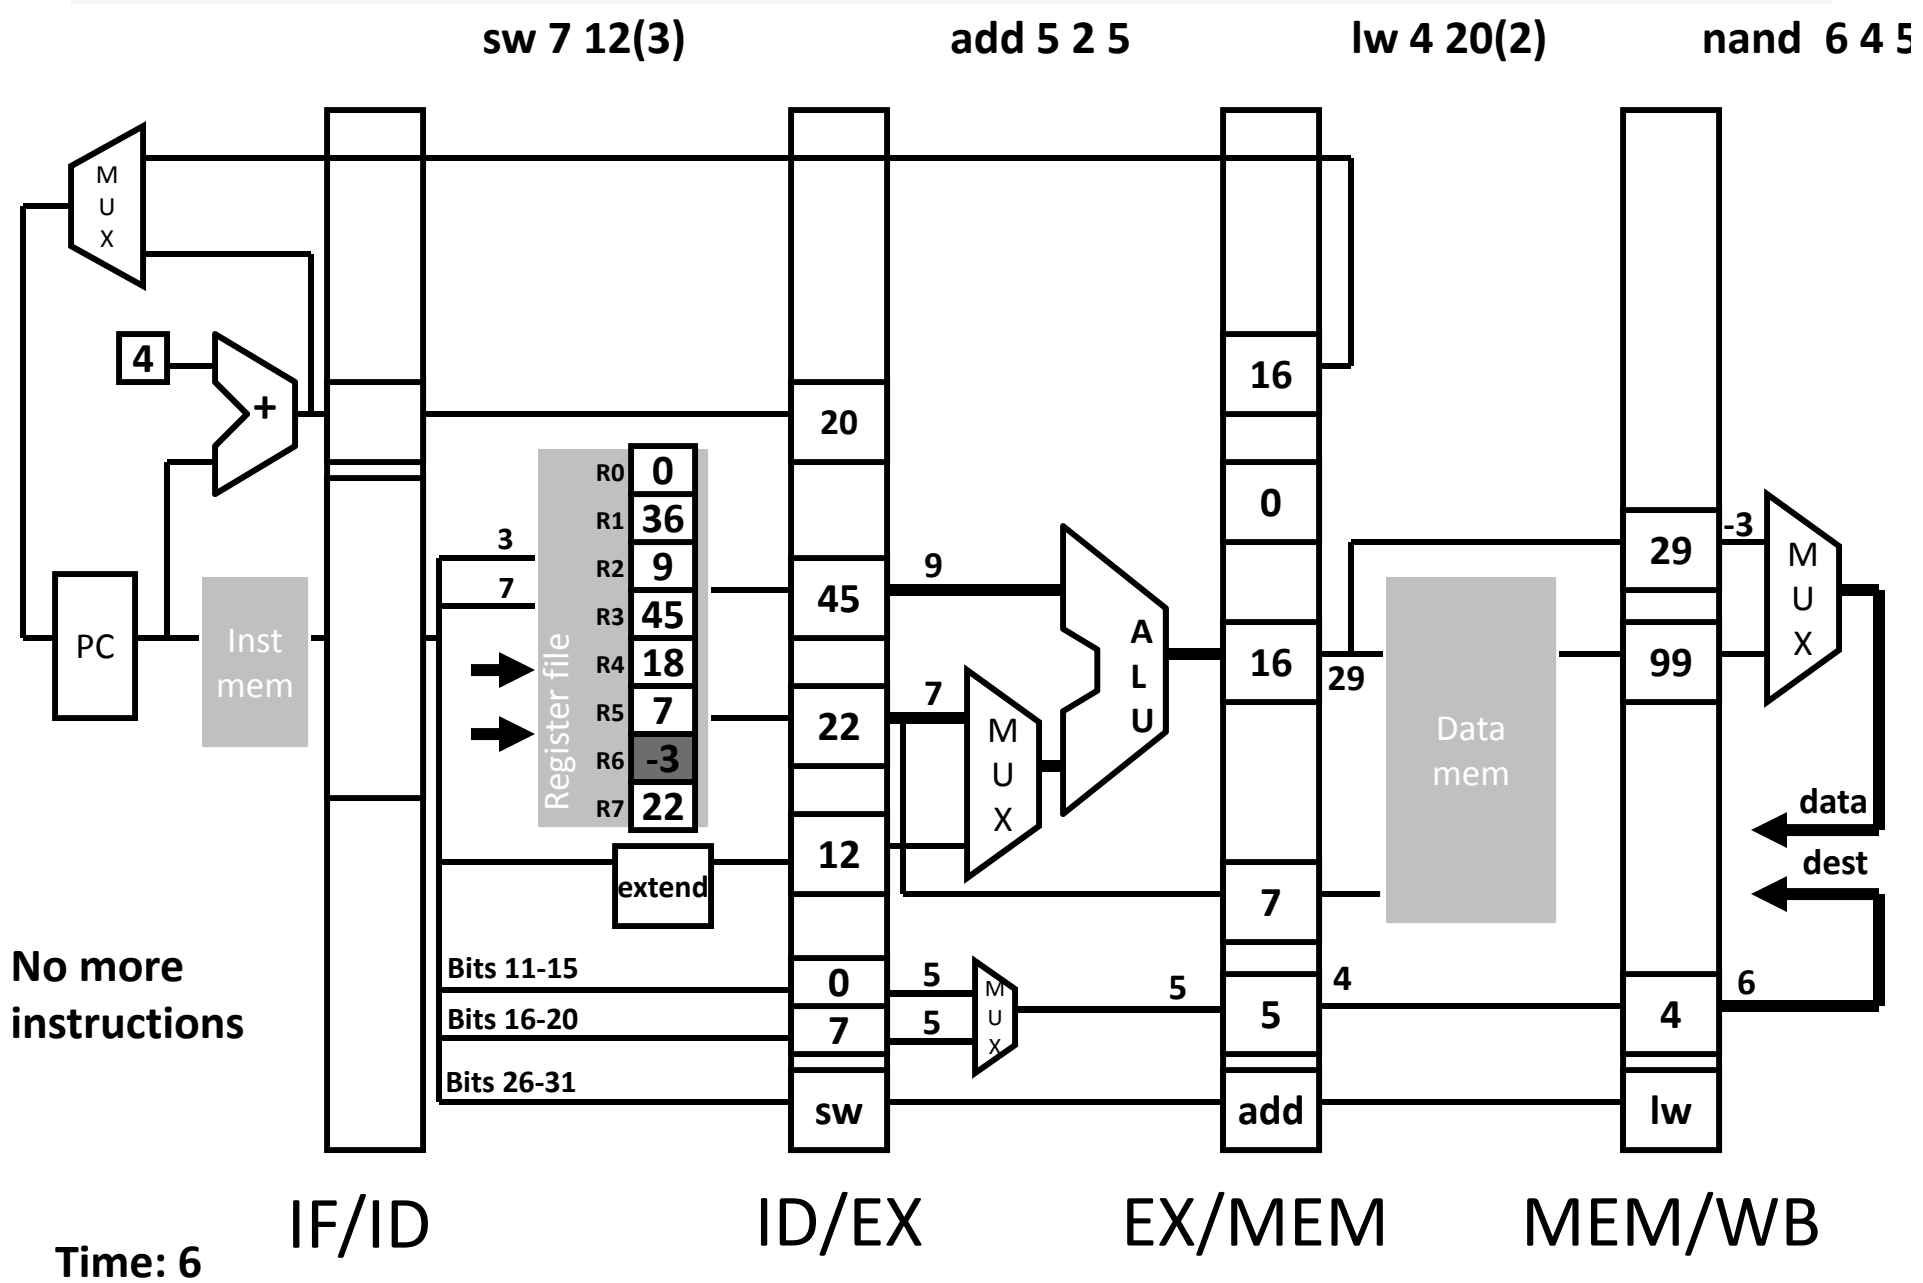 sw 7 12(3) add 5 2 5 lw 4 20(2) nand 6 4 5
M
U
X
4
+
16
20
0
R0 0
R1 36
R2 9
R3 45
R4 18
R5 7
R6 -3
R7 22
Register file
3
7
PC
Inst
mem
extend
45
22
12
9
7
M
U
X
A
L
U
16
29
Data
mem
7
29
99
-3
M
U
X
data
dest
No more
instructions
Bits 11-15
Bits 16-20
Bits 26-31
0
7
5
5
M
U
X
5
5
4
4
6
sw
add
lw
IF/ID ID/EX EX/MEM MEM/WB
Time: 6